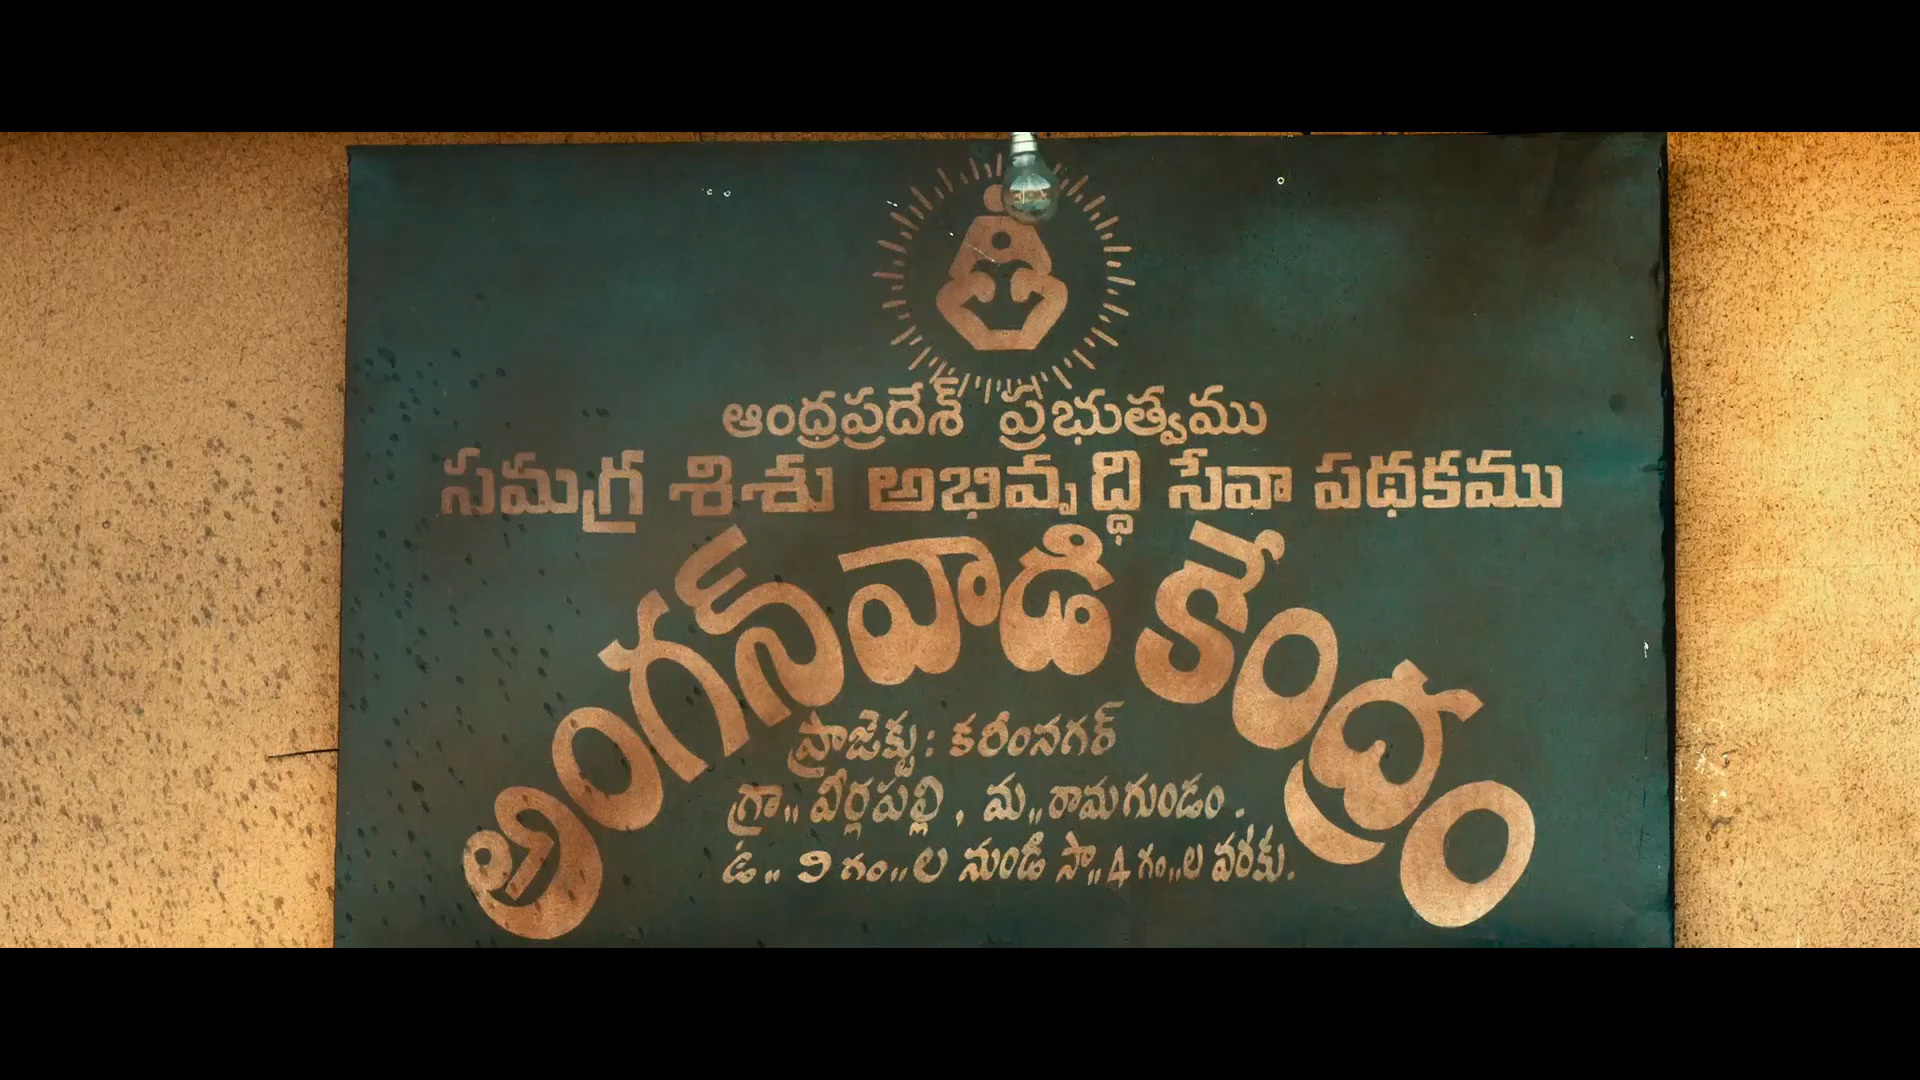 ఆంధ్రప్రదేశ్ ప్రభుత్వము
సమగ్ర శిశు అభివృద్ధి సేవా పథకము
అంగన్‌వాడి కేంద్రం
ప్రాజెక్టు: కరీంనగర్
గ్రా,, వీర్లపల్లి, మ,, రామగుండం.
ఉ,, 9 గం,,ల నుండి సా,, 4 గం,,ల వరకు.